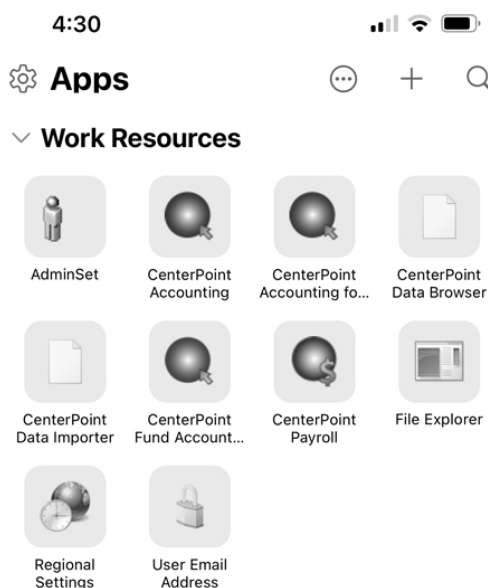 4:30
Apps
Work Resources
AdminSet
CenterPoint
Accounting
CenterPoint
Accounting fo...
CenterPoint
Data Browser
CenterPoint
Data Importer
CenterPoint
Fund Account...
CenterPoint
Payroll
File Explorer
Regional
Settings
User Email
Address